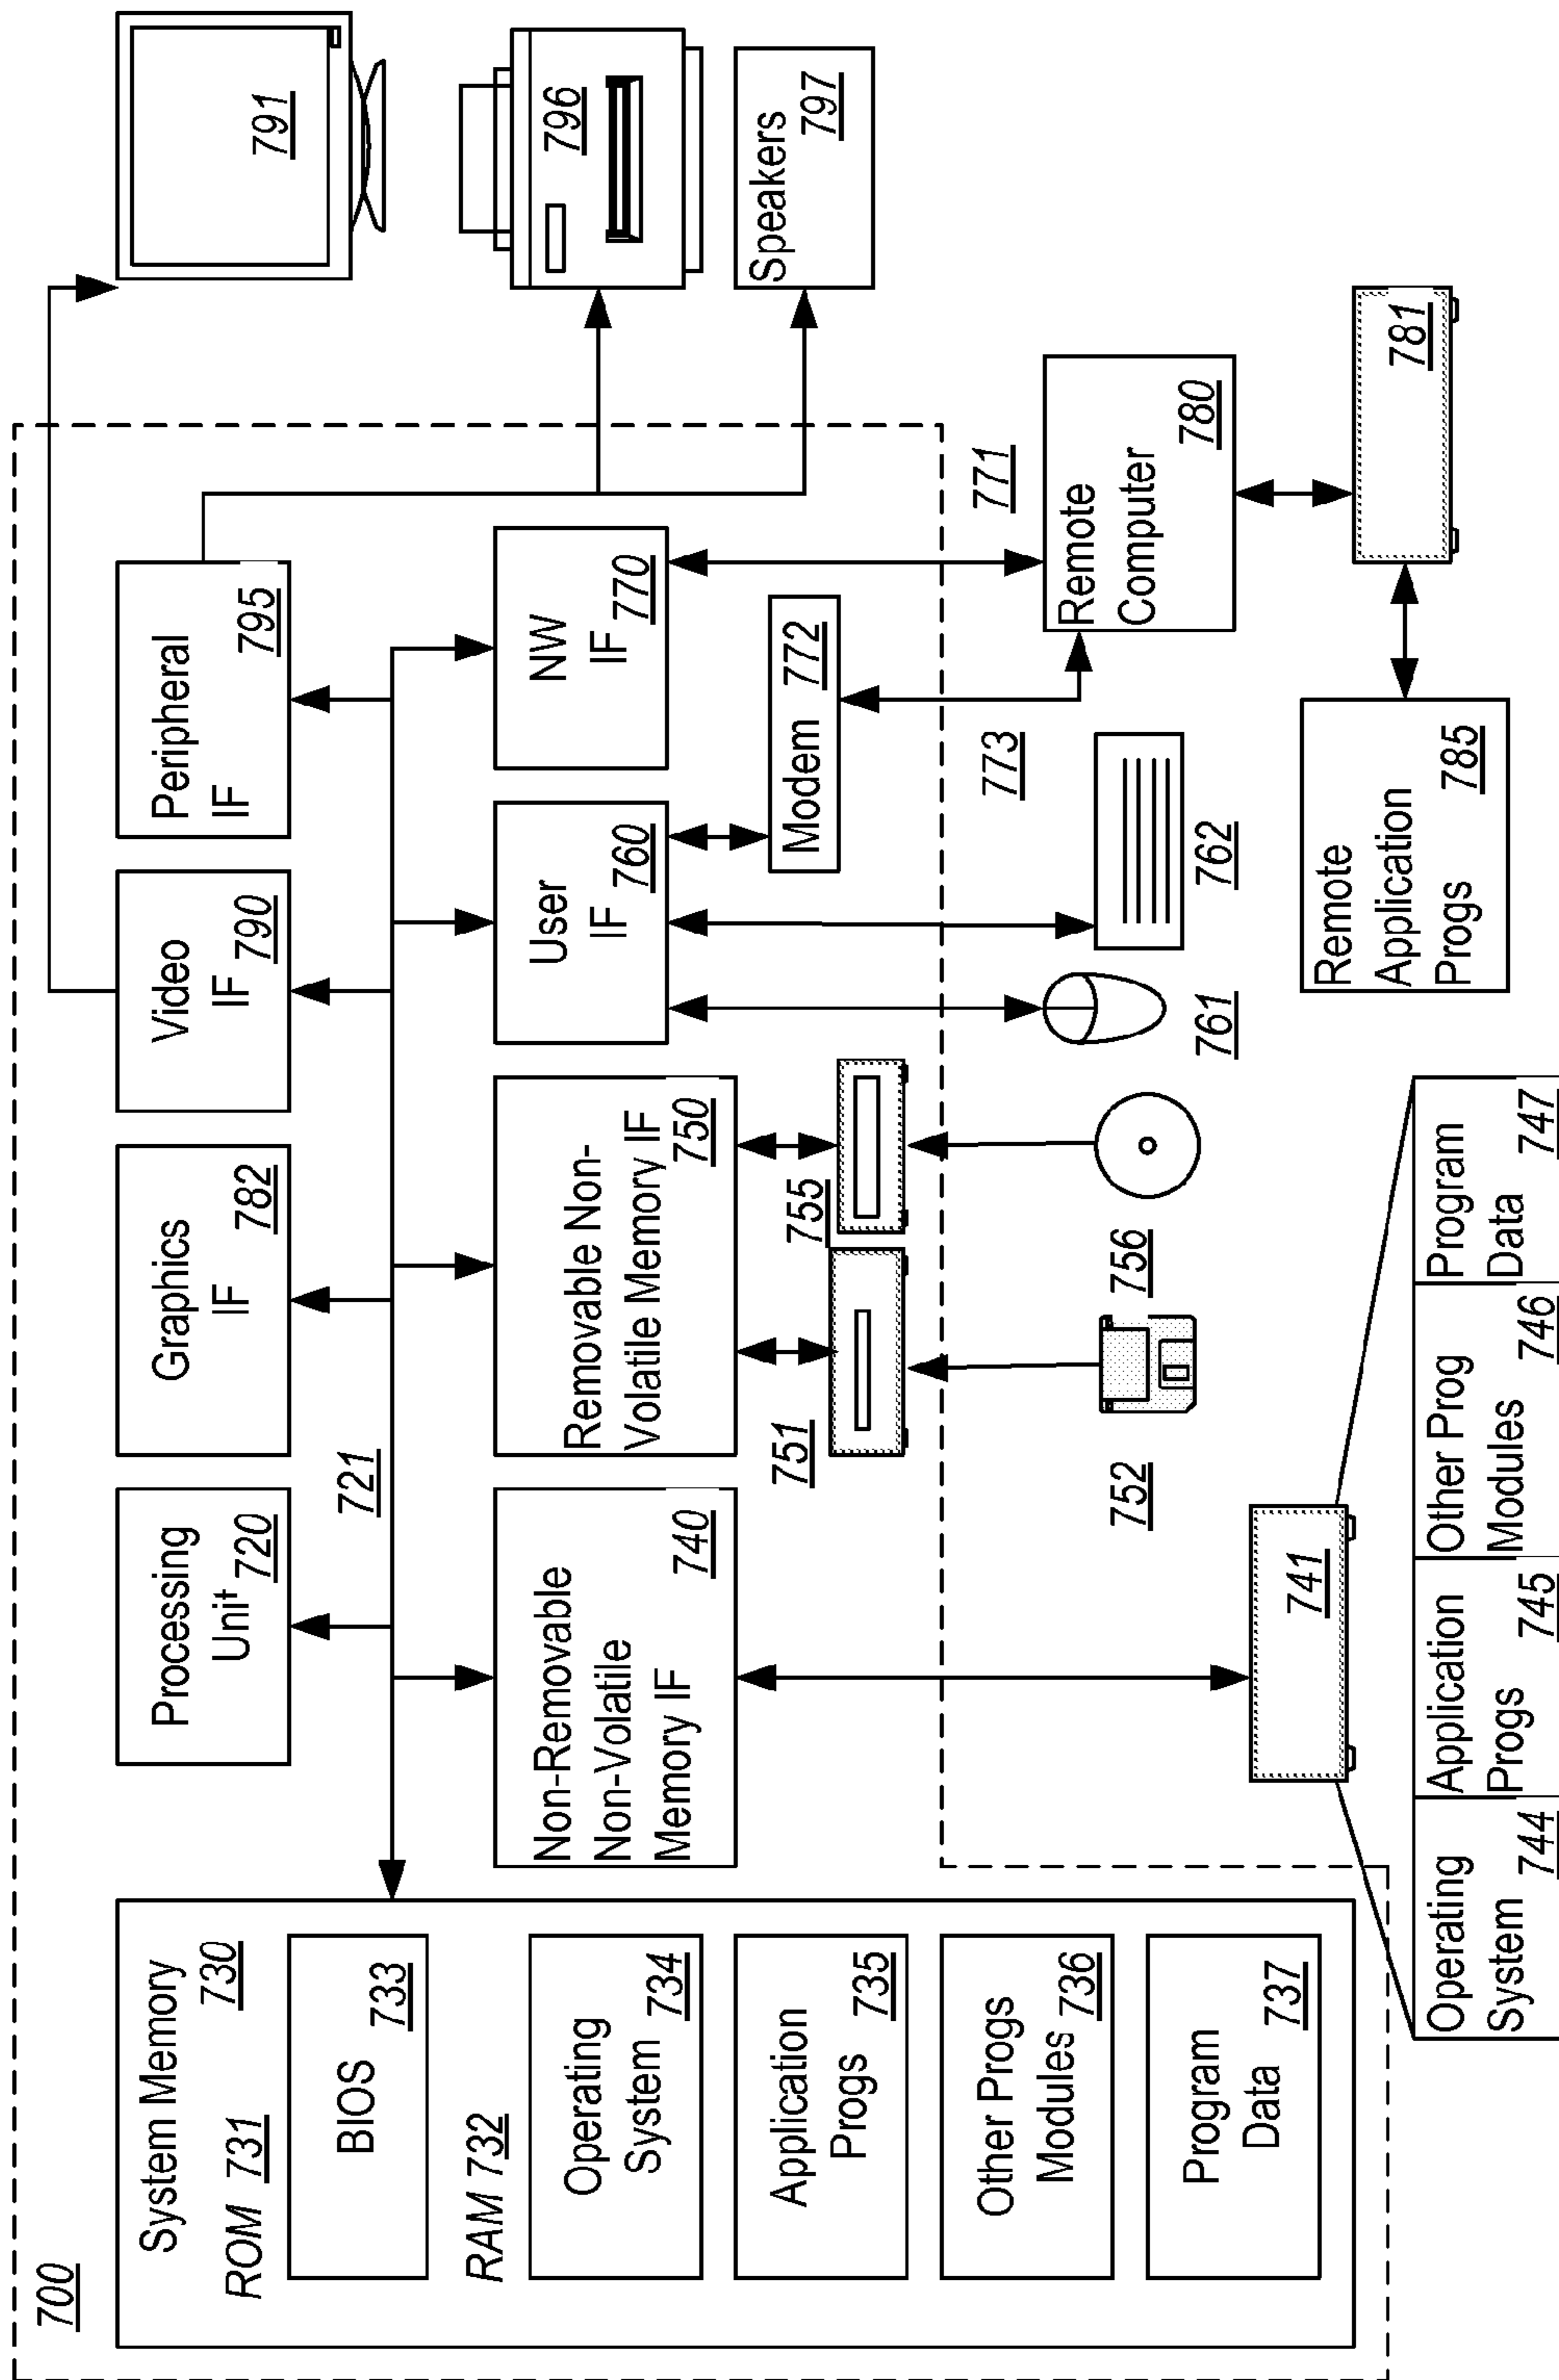 700
System Memory
730
ROM 731
BIOS
733
RAM 732
Operating
System 734
Application
Progs 735
Other Progs
Modules 736
Program
Data 737
Processing
Unit 720
Graphics
IF 782
Video
IF 790
Peripheral
IF 795
721
Non-Removable
Non-Volatile
Memory IF 740
Removable Non-
Volatile Memory IF
750
User
IF 760
NW
IF 770
751
755
Modem 772
752
756
761
762
773
771
Remote
Computer
780
781
Remote
Application
Progs 785
741
Operating
System 744
Application
Progs 745
Other Prog
Modules 746
Program
Data 747
791
796
Speakers
797